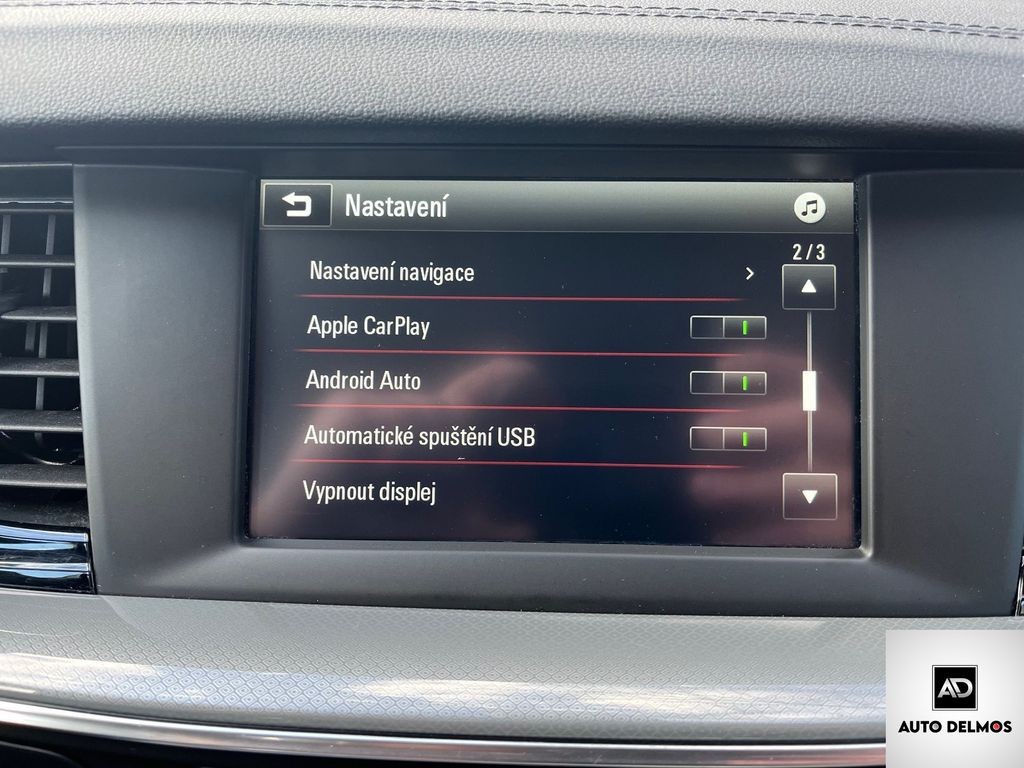 Nastavení
2/3
Nastavení navigace
Apple CarPlay
Android Auto
Automatické spuštění USB
Vypnout displej
AD
AUTO DELMOS